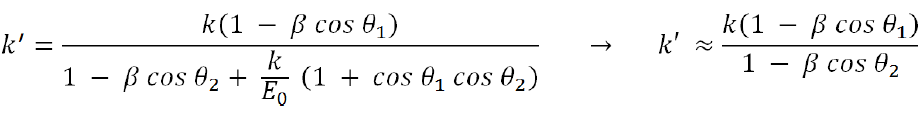 k′ = k(1 − β cos θ₁) / (1 − β cos θ₂ + k/E₀ (1 + cos θ₁ cos θ₂)) → k′ ≈ k(1 − β cos θ₁) / (1 − β cos θ₂)